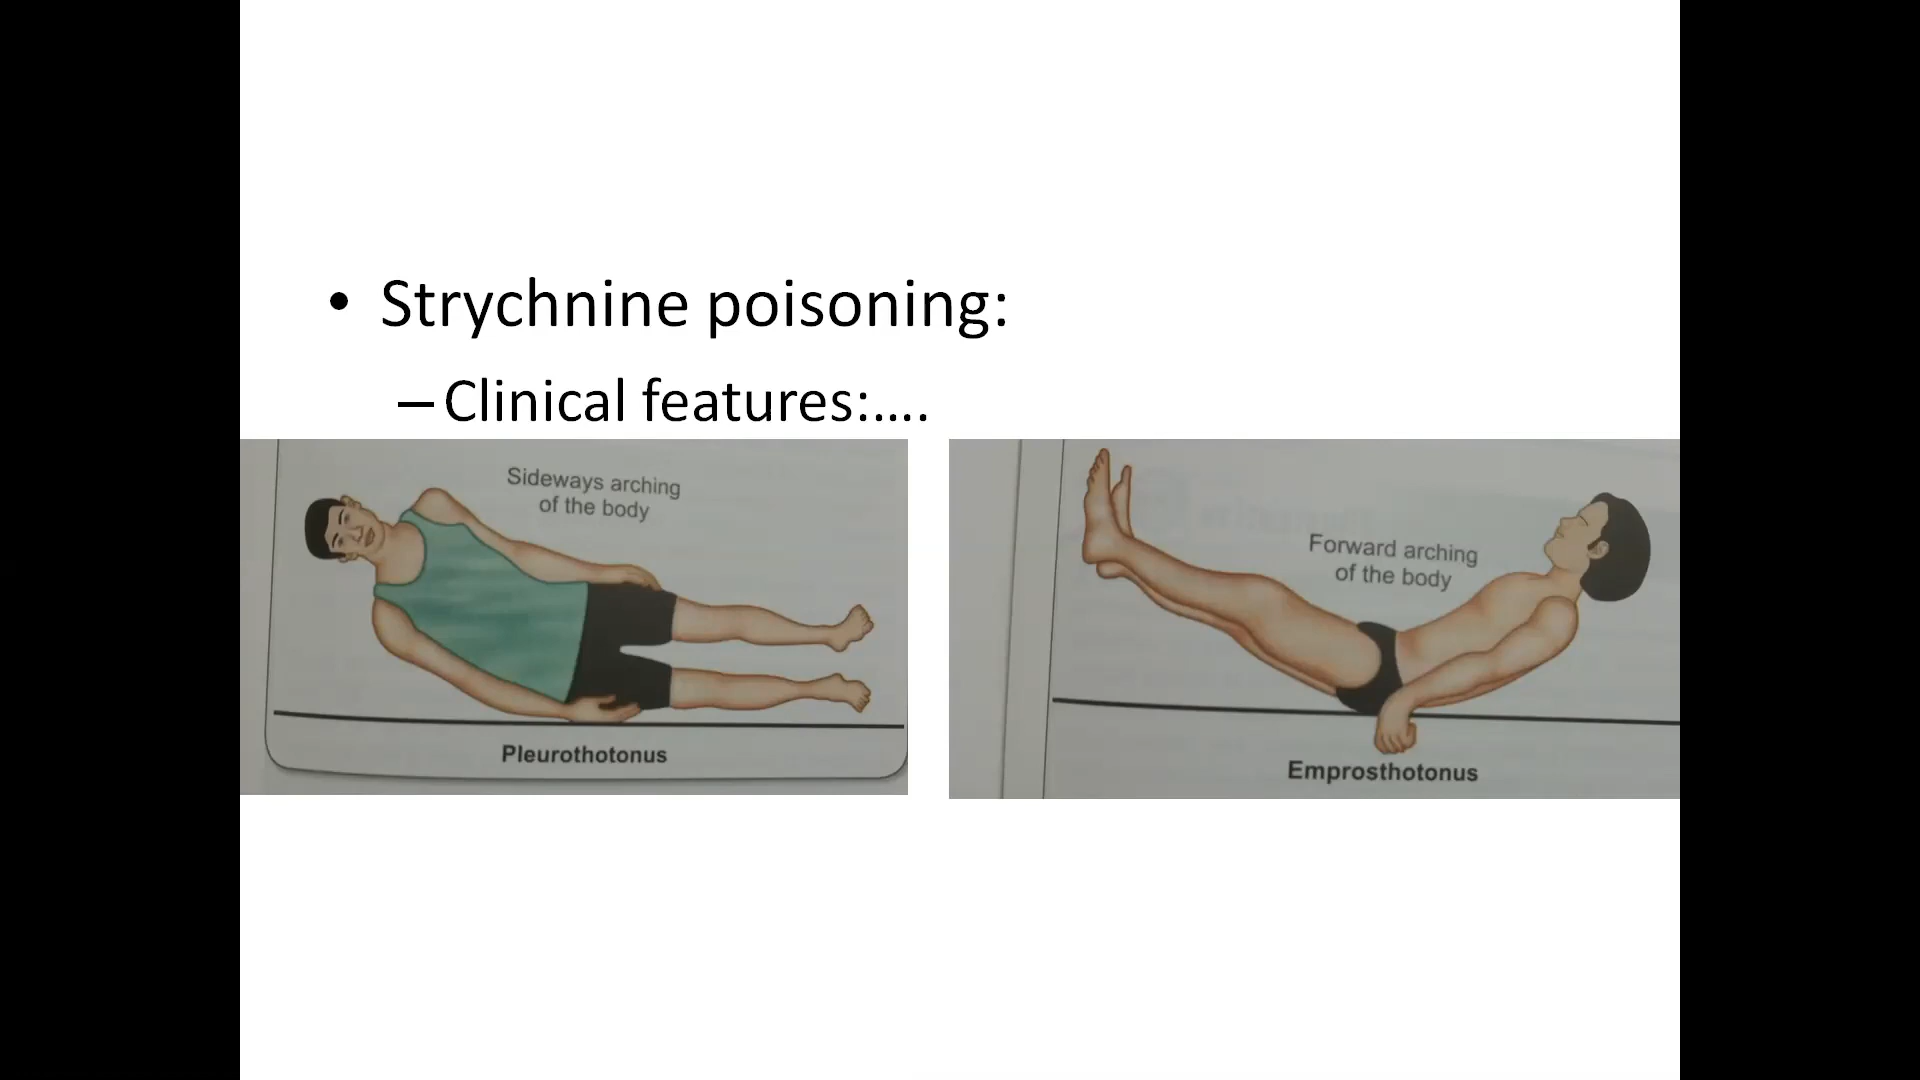 • Strychnine poisoning:
– Clinical features:....
Sideways arching
of the body
Pleurothotonus
Forward arching
of the body
Emprosthotonus